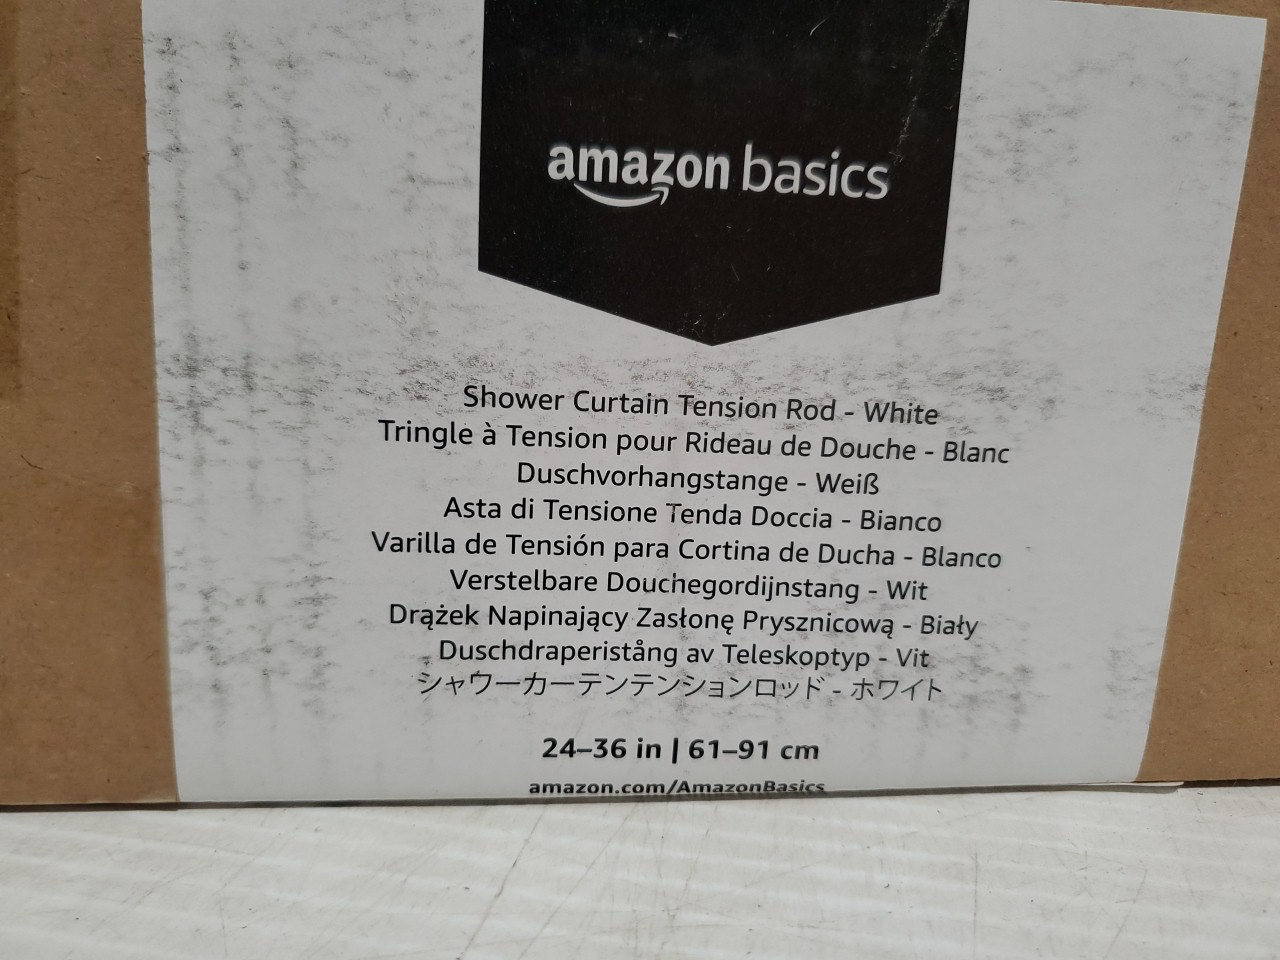 amazon basics
Shower Curtain Tension Rod - White
Tringle à Tension pour Rideau de Douche - Blanc
Duschvorhangstange - Weiß
Asta di Tensione Tenda Doccia - Bianco
Varilla de Tensión para Cortina de Ducha - Blanco
Verstelbare Douchegordijnstang - Wit
Drążek Napinający Zasłonę Prysznicową - Biały
Duschdraperistång av Teleskoptyp - Vit
シャワーカーテンテンションロッド - ホワイト
24–36 in | 61–91 cm
amazon.com/AmazonBasics